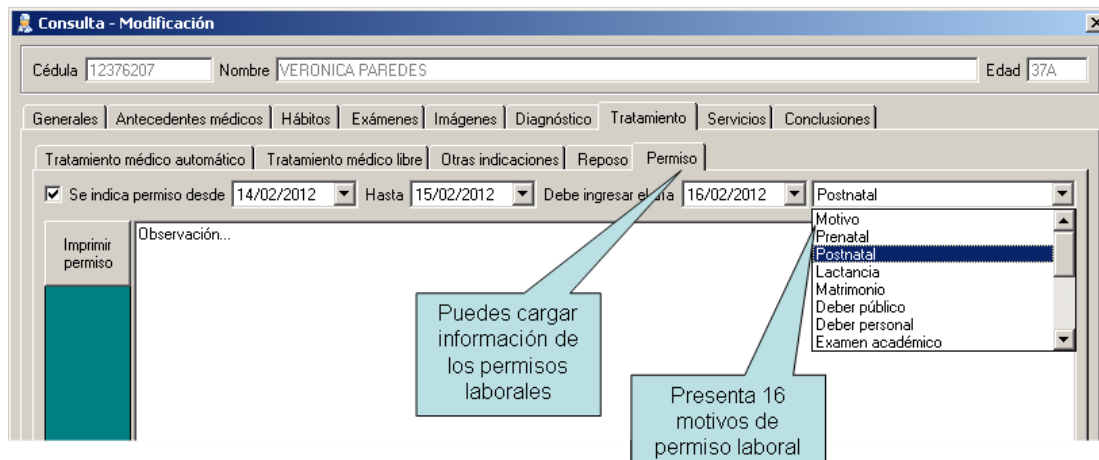 Consulta - Modificación
Cédula 12376207 Nombre VERONICA PAREDES Edad 37A
Generales Antecedentes médicos Hábitos Exámenes Imágenes Diagnóstico Tratamiento Servicios Conclusiones
Tratamiento médico automático Tratamiento médico libre Otras indicaciones Reposo Permiso
Se indica permiso desde 14/02/2012 Hasta 15/02/2012 Debe ingresar el día 16/02/2012 Postnatal
Imprimir
permiso
Observación...
Motivo
Prenatal
Postnatal
Lactancia
Matrimonio
Deber público
Deber personal
Examen académico
Puedes cargar
información de
los permisos
laborales
Presenta 16
motivos de
permiso laboral